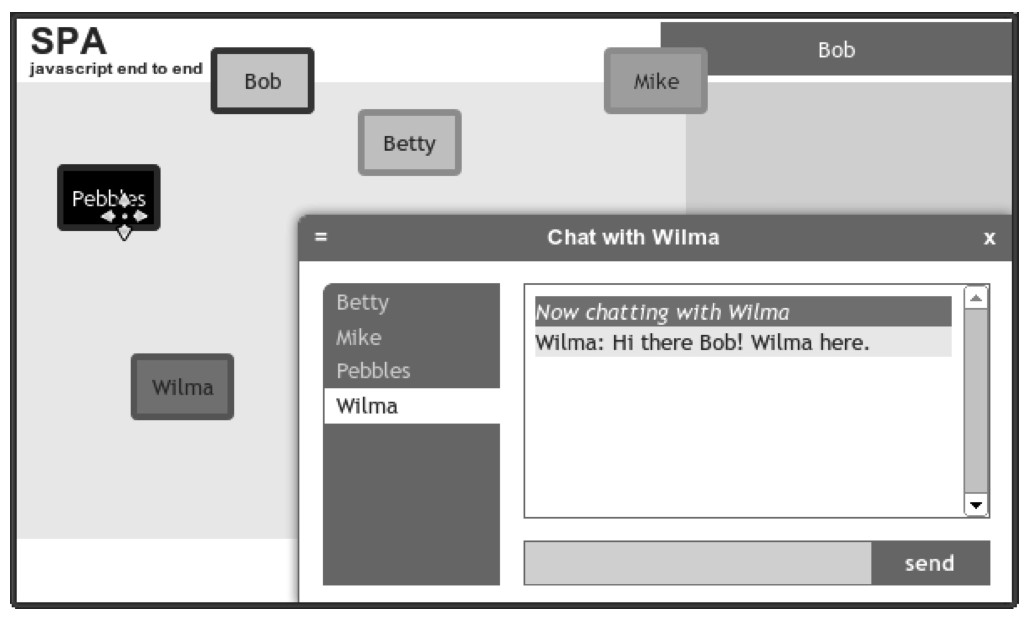 SPA
javascript end to end
Bob
Mike
Bob
Betty
Pebbles
Wilma
= Chat with Wilma x
Betty
Mike
Pebbles
Wilma
Now chatting with Wilma
Wilma: Hi there Bob! Wilma here.
send